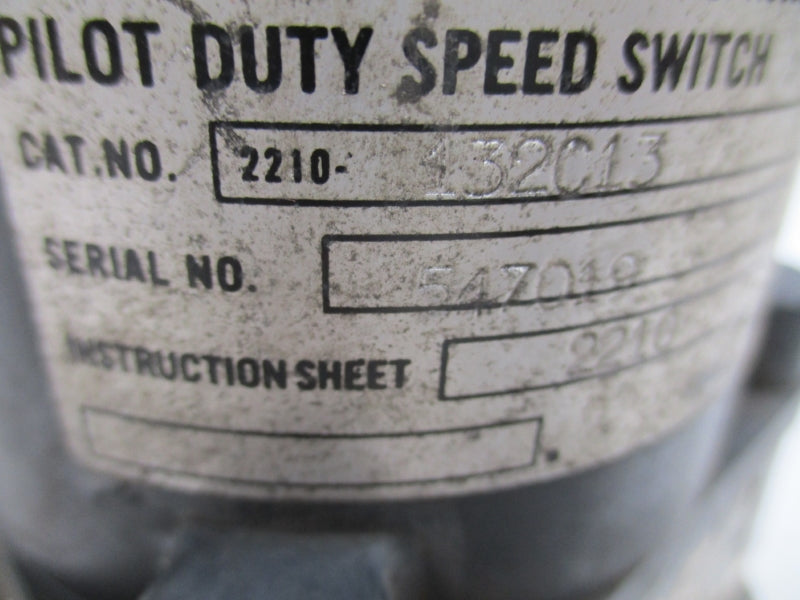 PILOT DUTY SPEED SWITCH
CAT. NO. 2210- 132C13
SERIAL NO. 547019
INSTRUCTION SHEET 2210